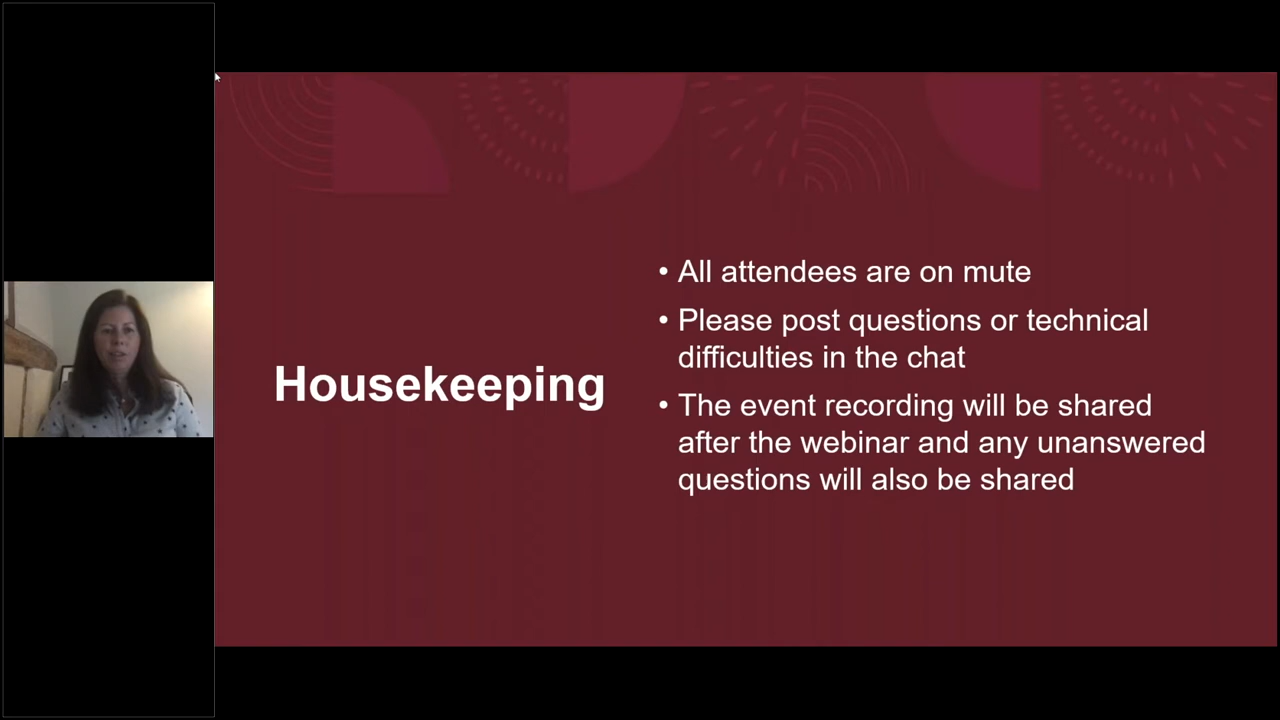 Housekeeping
• All attendees are on mute
• Please post questions or technical
difficulties in the chat
• The event recording will be shared
after the webinar and any unanswered
questions will also be shared